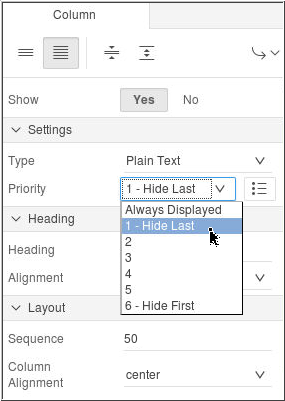 Column
Show Yes No
Settings
Type Plain Text
Priority 1 - Hide Last
Always Displayed
1 - Hide Last
2
3
4
5
6 - Hide First
Heading
Heading
Alignment
Layout
Sequence 50
Column
Alignment center